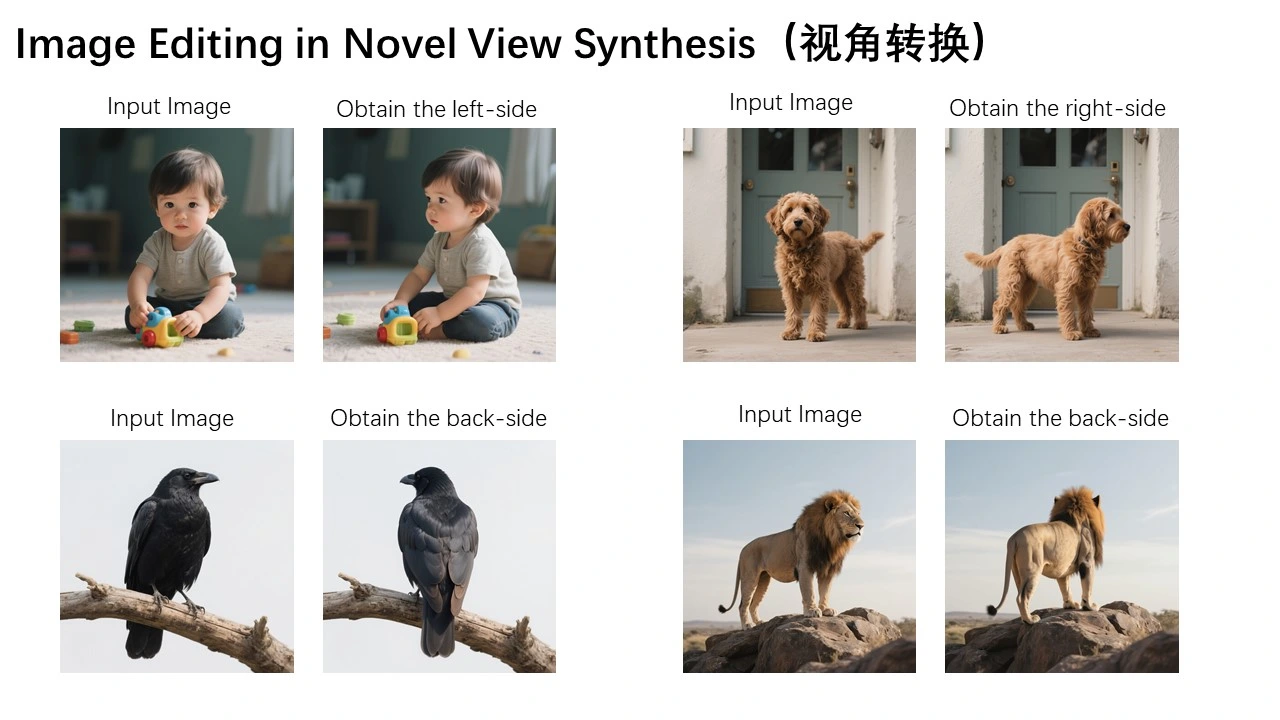 Image Editing in Novel View Synthesis（视角转换）
Input Image
Obtain the left-side
Input Image
Obtain the right-side
Input Image
Obtain the back-side
Input Image
Obtain the back-side